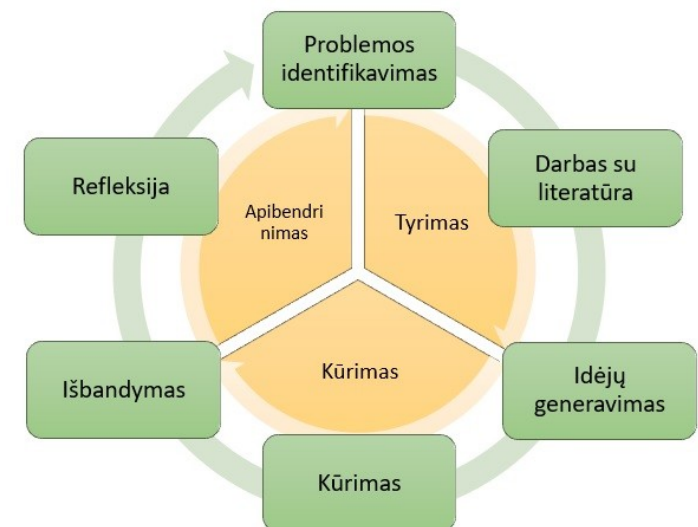 Problemos
identifikavimas
Darbas su
literatūra
Idėjų
generavimas
Kūrimas
Išbandymas
Refleksija
Tyrimas
Kūrimas
Apibendri
nimas